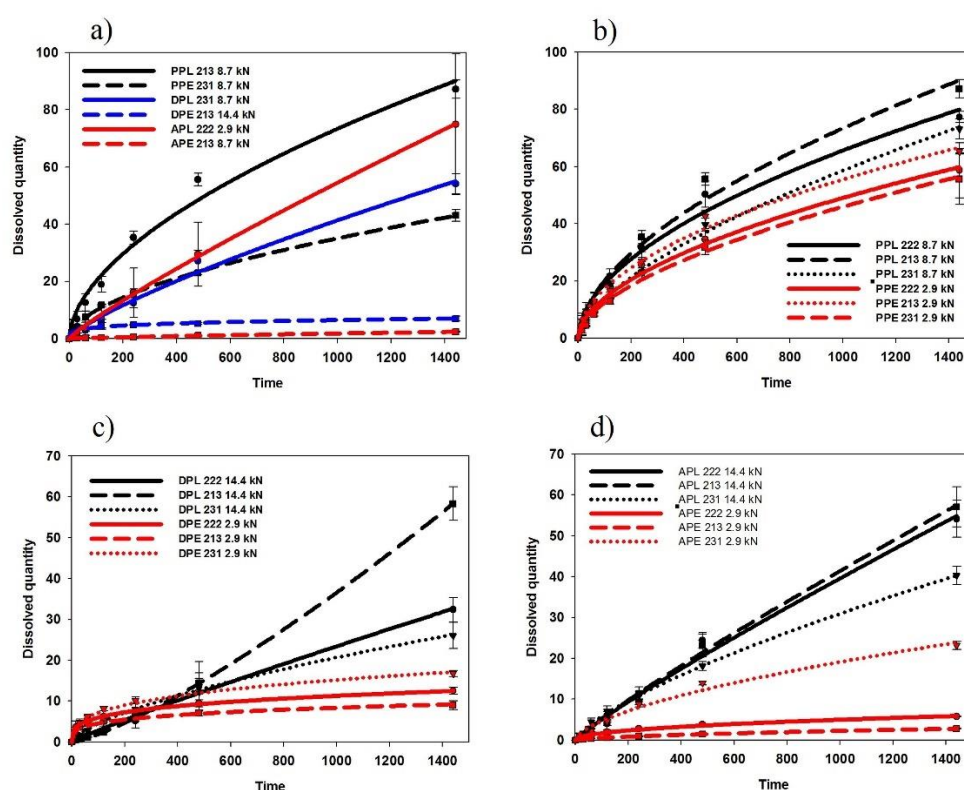 a)
100
80
60
40
20
0
Dissolved quantity
PPL 213 8.7 kN
PPE 231 8.7 kN
DPL 231 8.7 kN
DPE 213 14.4 kN
APL 222 2.9 kN
APE 213 8.7 kN
0 200 400 600 800 1000 1200 1400
Time
b)
100
80
60
40
20
0
Dissolved quantity
PPL 222 8.7 kN
PPL 213 8.7 kN
PPL 231 8.7 kN
PPE 222 2.9 kN
PPE 213 2.9 kN
PPE 231 2.9 kN
0 200 400 600 800 1000 1200 1400
Time
c)
70
60
50
40
30
20
10
0
Dissolved quantity
DPL 222 14.4 kN
DPL 213 14.4 kN
DPL 231 14.4 kN
DPE 222 2.9 kN
DPE 213 2.9 kN
DPE 231 2.9 kN
0 200 400 600 800 1000 1200 1400
Time
d)
70
60
50
40
30
20
10
0
Dissolved quantity
APL 222 14.4 kN
APL 213 14.4 kN
APL 231 14.4 kN
APE 222 2.9 kN
APE 213 2.9 kN
APE 231 2.9 kN
0 200 400 600 800 1000 1200 1400
Time